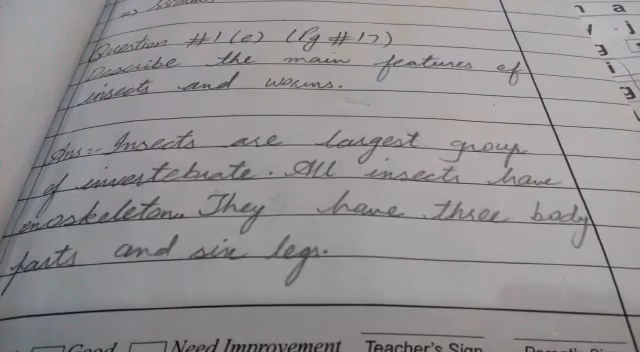 Question #1 (e) (Pg #17)
Describe the main features of
insects and worms.
Ans:- Insects are largest group
of invertebrate. All insects have
exoskeleton. They have three body
parts and six legs.
Good Need Improvement Teacher's Sign